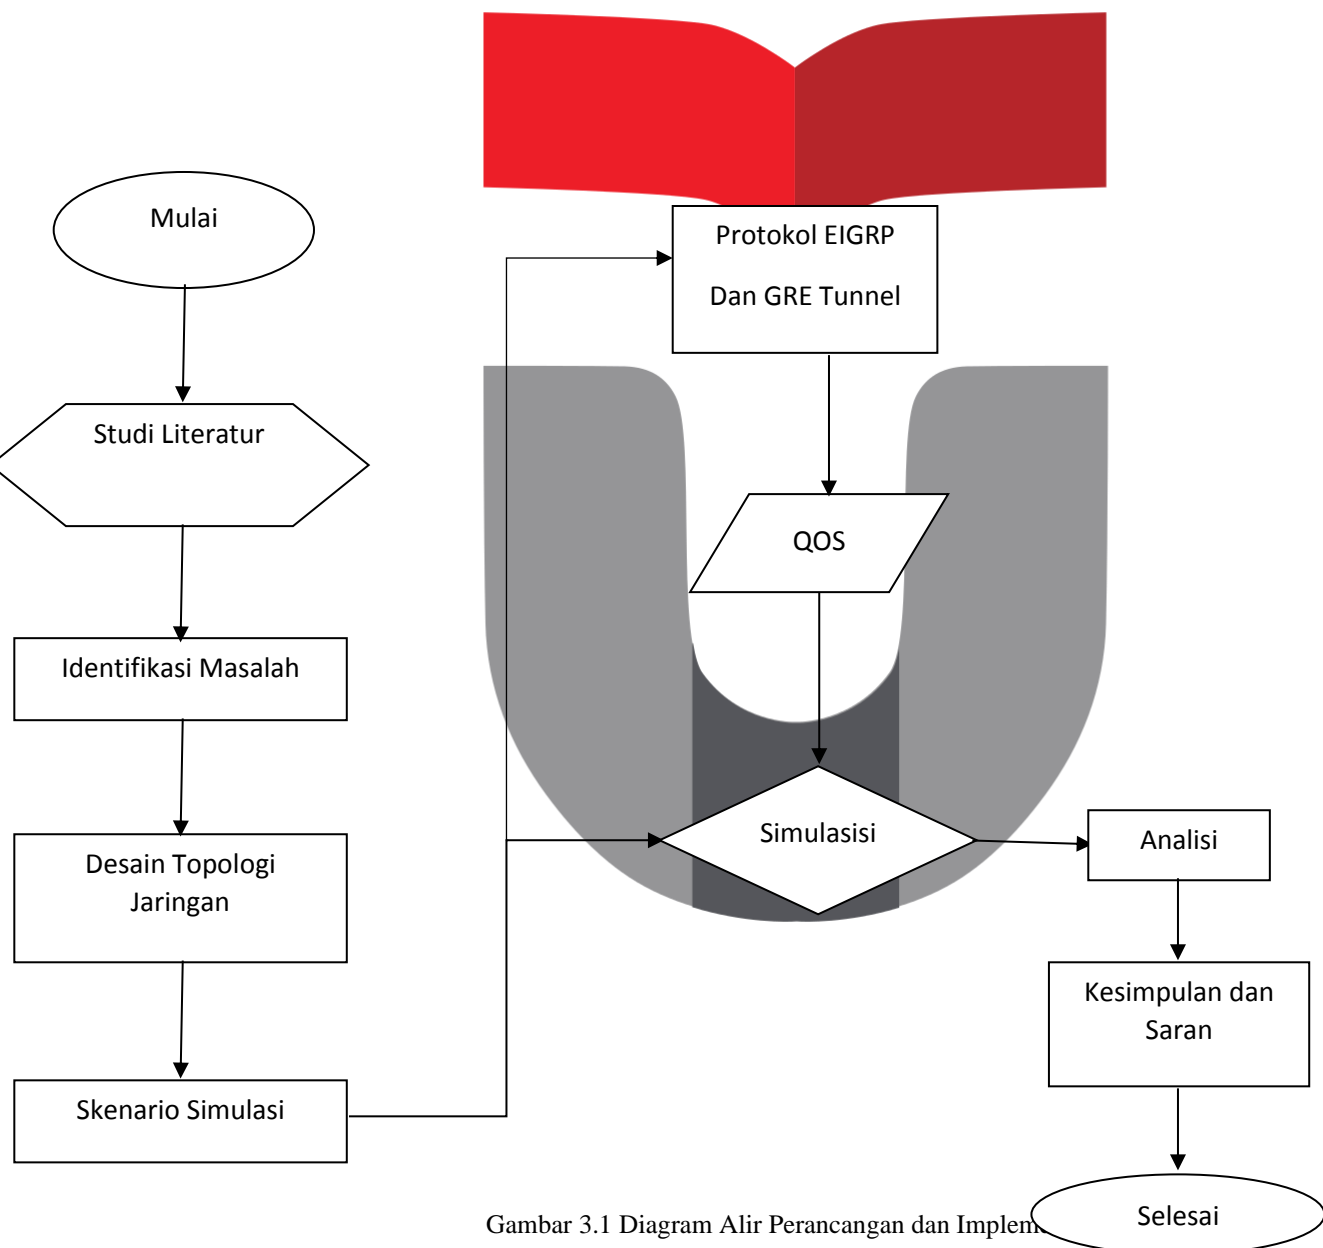 Mulai
Studi Literatur
Identifikasi Masalah
Desain Topologi
Jaringan
Skenario Simulasi
Protokol EIGRP
Dan GRE Tunnel
QOS
Simulasisi
Analisi
Kesimpulan dan
Saran
Selesai
Gambar 3.1 Diagram Alir Perancangan dan